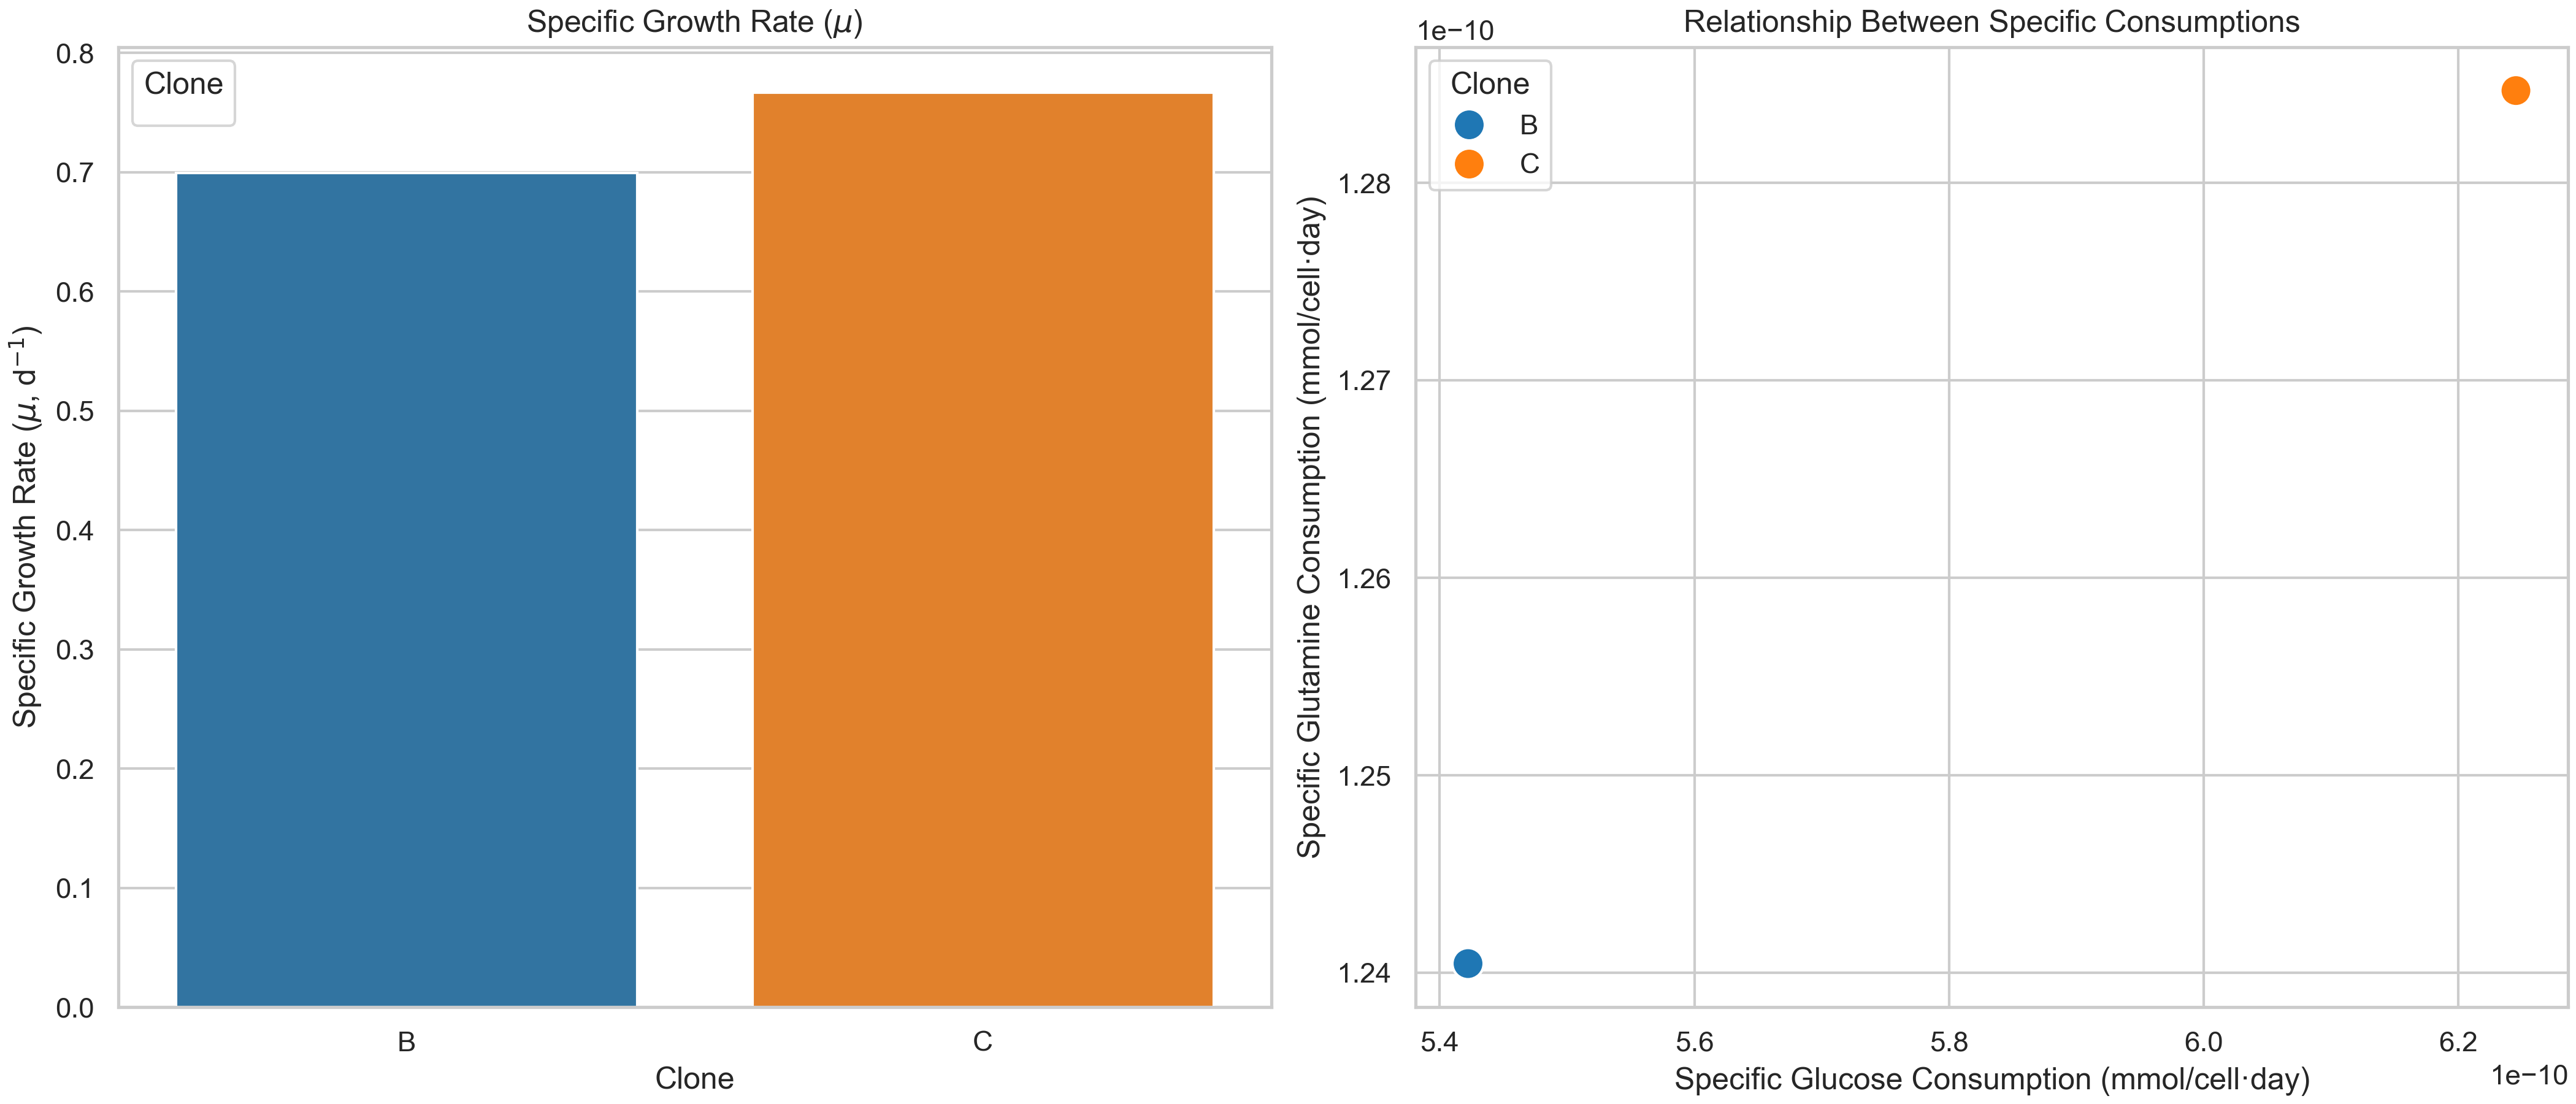 Specific Growth Rate (μ)
Specific Growth Rate (μ, d⁻¹)
0.8
0.7
0.6
0.5
0.4
0.3
0.2
0.1
0.0
Clone
B
C
Clone
Relationship Between Specific Consumptions
1e−10
Specific Glutamine Consumption (mmol/cell·day)
1.28
1.27
1.26
1.25
1.24
Clone
B
C
5.4
5.6
5.8
6.0
6.2
Specific Glucose Consumption (mmol/cell·day)
1e−10